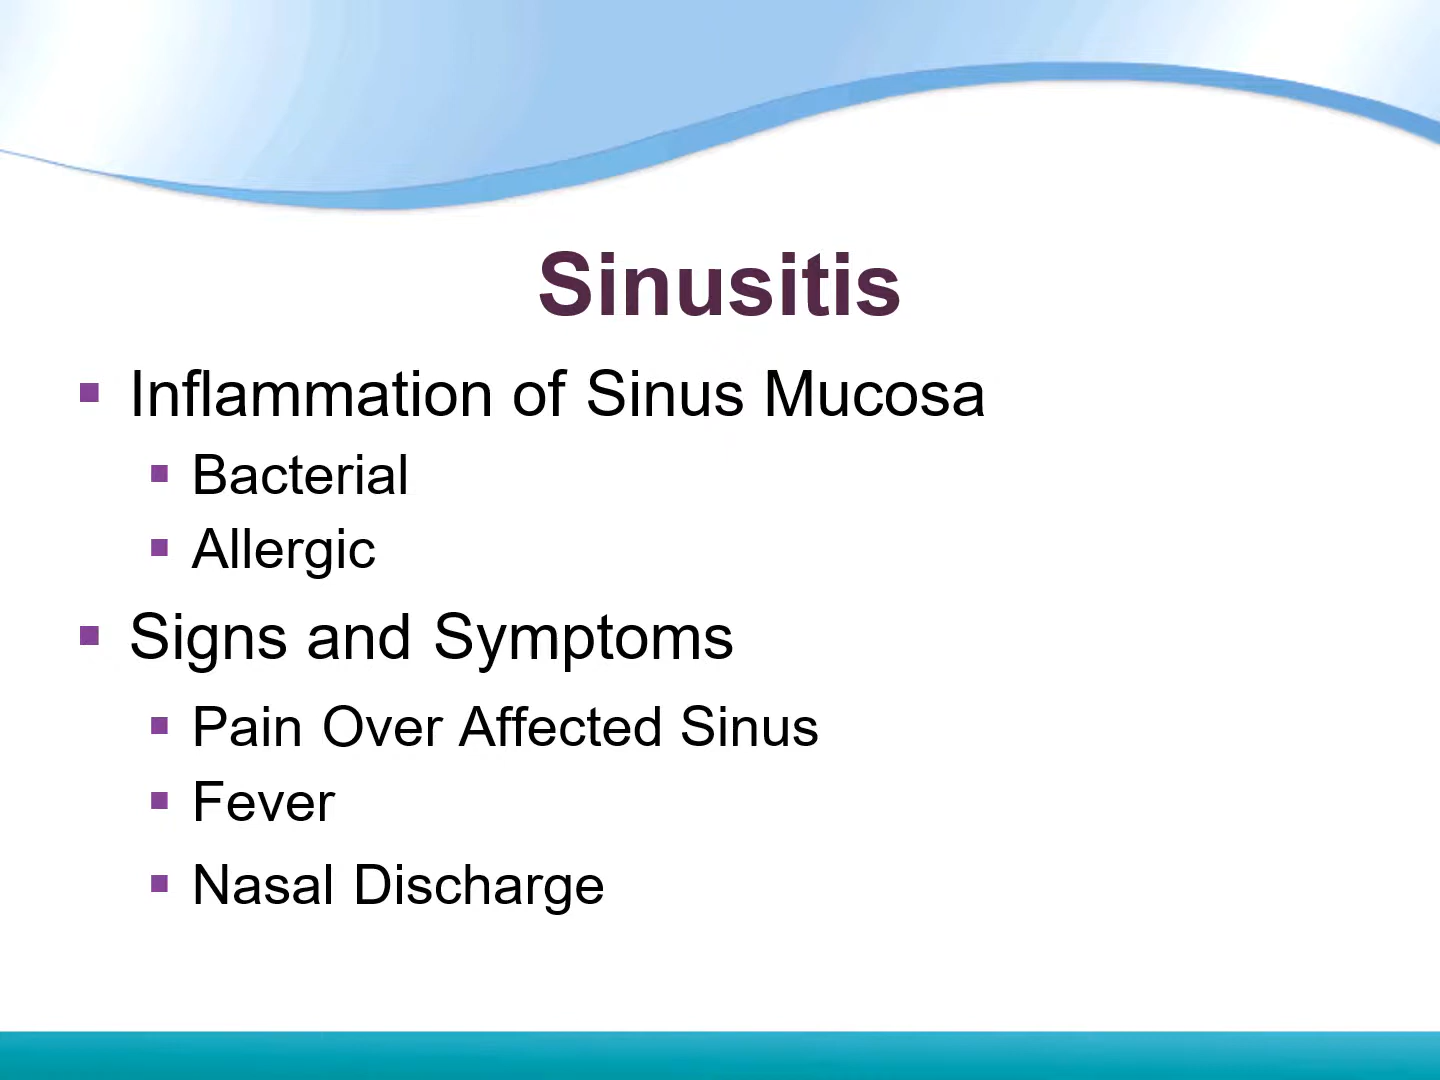 Sinusitis
Inflammation of Sinus Mucosa
Bacterial
Allergic
Signs and Symptoms
Pain Over Affected Sinus
Fever
Nasal Discharge